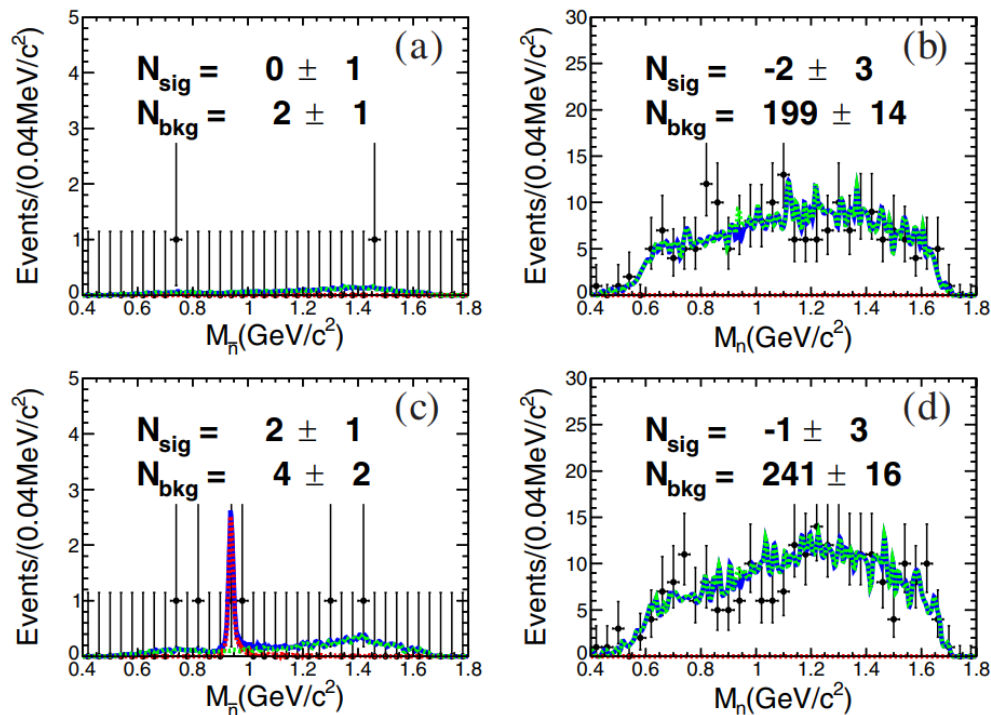 (a)
N_sig = 0 ± 1
N_bkg = 2 ± 1
Events/(0.04MeV/c²)
5
4
3
2
1
0
0.4 0.6 0.8 1 1.2 1.4 1.6 1.8
M_n̅(GeV/c²)
(b)
N_sig = -2 ± 3
N_bkg = 199 ± 14
Events/(0.04MeV/c²)
30
25
20
15
10
5
0
0.4 0.6 0.8 1 1.2 1.4 1.6 1.8
M_n(GeV/c²)
(c)
N_sig = 2 ± 1
N_bkg = 4 ± 2
Events/(0.04MeV/c²)
5
4
3
2
1
0
0.4 0.6 0.8 1 1.2 1.4 1.6 1.8
M_n̅(GeV/c²)
(d)
N_sig = -1 ± 3
N_bkg = 241 ± 16
Events/(0.04MeV/c²)
30
25
20
15
10
5
0
0.4 0.6 0.8 1 1.2 1.4 1.6 1.8
M_n(GeV/c²)